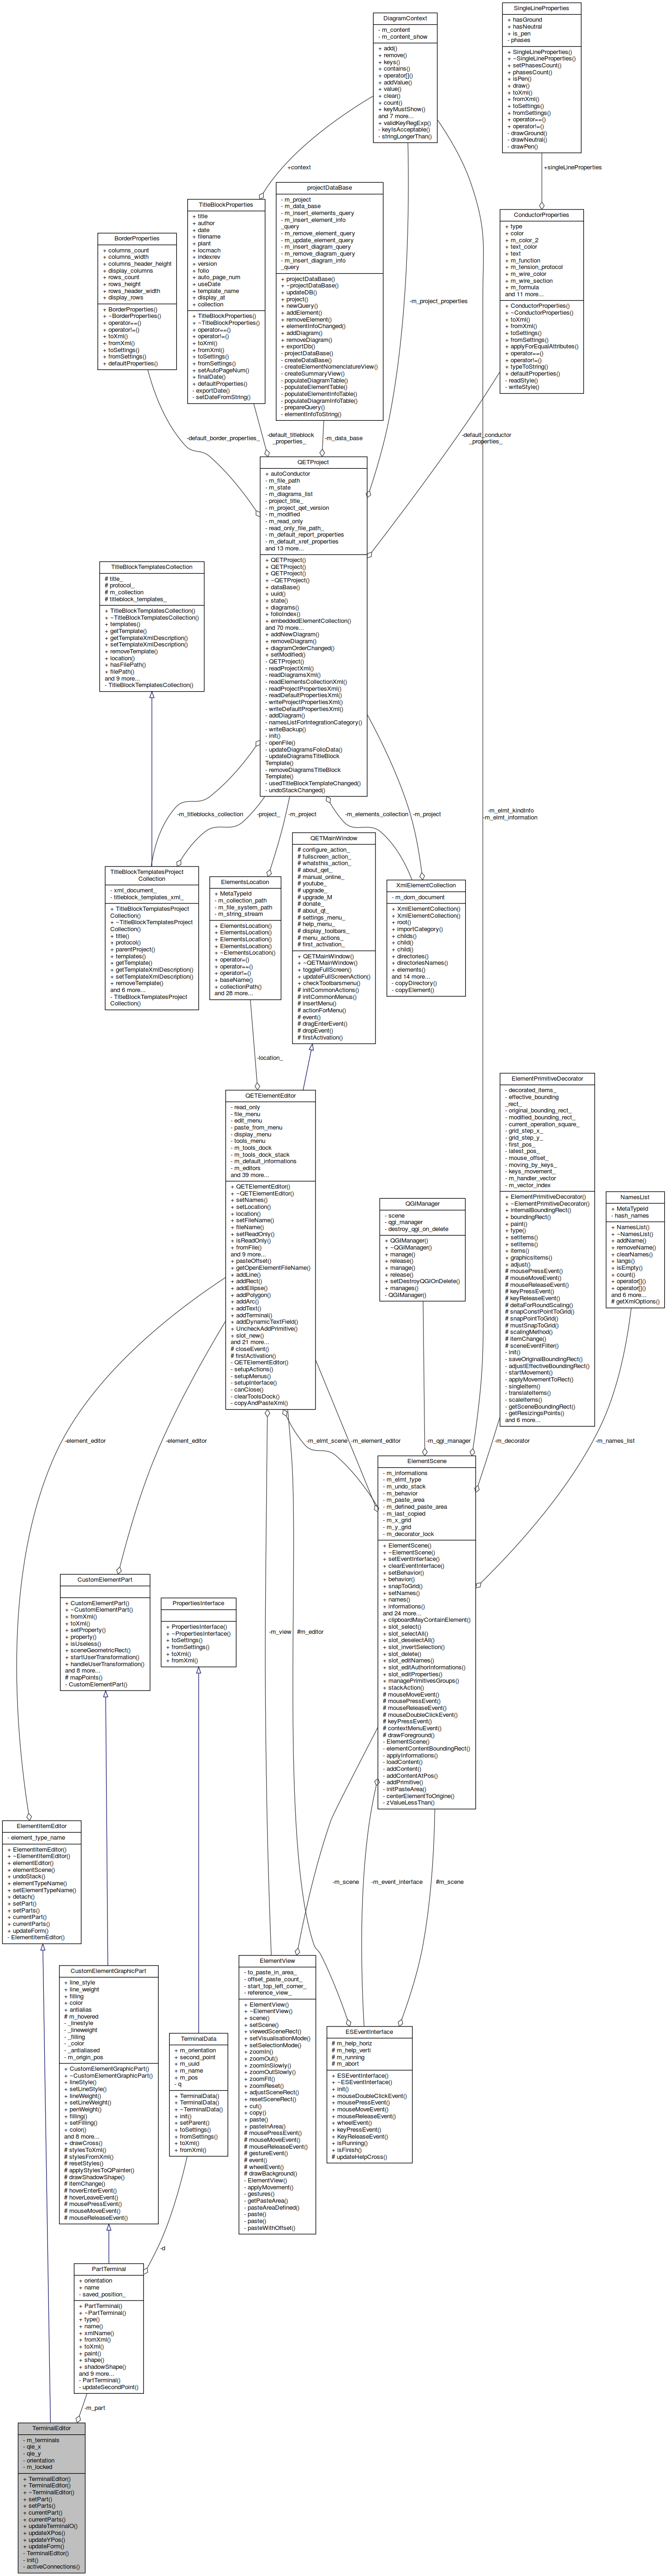 DiagramContext
- m_content
- m_content_show
+ add()
+ remove()
+ keys()
+ contains()
+ operator[]()
+ addValue()
+ value()
+ clear()
+ count()
+ keyMustShow()
and 7 more...
+ validKeyRegExp()
- keyIsAcceptable()
- stringLongerThan()
SingleLineProperties
+ hasGround
+ hasNeutral
+ is_pen
- phases
+ SingleLineProperties()
+ ~SingleLineProperties()
+ setPhasesCount()
+ phasesCount()
+ isPen()
+ draw()
+ toXml()
+ fromXml()
+ toSettings()
+ fromSettings()
+ operator==()
+ operator!=()
- drawGround()
- drawNeutral()
- drawPen()
+context
+singleLineProperties
BorderProperties
+ columns_count
+ columns_width
+ columns_header_height
+ display_columns
+ rows_count
+ rows_height
+ rows_header_width
+ display_rows
+ BorderProperties()
+ ~BorderProperties()
+ operator==()
+ operator!=()
+ toXml()
+ fromXml()
+ toSettings()
+ fromSettings()
+ defaultProperties()
TitleBlockProperties
+ title
+ author
+ date
+ filename
+ plant
+ locmach
+ indexrev
+ version
+ folio
+ auto_page_num
+ useDate
+ template_name
+ display_at
+ collection
+ TitleBlockProperties()
+ ~TitleBlockProperties()
+ operator==()
+ operator!=()
+ toXml()
+ fromXml()
+ toSettings()
+ fromSettings()
+ setAutoPageNum()
+ finalDate()
+ defaultProperties()
- exportDate()
- setDateFromString()
projectDataBase
- m_project
- m_data_base
- m_insert_elements_query
- m_insert_element_info
_query
- m_remove_element_query
- m_update_element_query
- m_insert_diagram_query
- m_remove_diagram_query
- m_insert_diagram_info
_query
+ projectDataBase()
+ ~projectDataBase()
+ updateDB()
+ project()
+ newQuery()
+ addElement()
+ removeElement()
+ elementInfoChanged()
+ addDiagram()
+ removeDiagram()
+ exportDb()
- projectDataBase()
- createDataBase()
- createElementNomenclatureView()
- createSummaryView()
- populateDiagramTable()
- populateElementTable()
- populateElementInfoTable()
- populateDiagramInfoTable()
- prepareQuery()
- elementInfoToString()
ConductorProperties
+ type
+ color
+ m_color_2
+ text_color
+ text
+ m_function
+ m_tension_protocol
+ m_wire_color
+ m_wire_section
+ m_formula
and 11 more...
+ ConductorProperties()
+ ~ConductorProperties()
+ toXml()
+ fromXml()
+ toSettings()
+ fromSettings()
+ applyForEqualAttributes()
+ operator==()
+ operator!=()
+ typeToString()
+ defaultProperties()
- readStyle()
- writeStyle()
-m_project_properties
-default_border_properties_
-default_titleblock
_properties_
-m_data_base
-default_conductor
_properties_
QETProject
+ autoConductor
- m_file_path
- m_state
- m_diagrams_list
- project_title_
- m_project_qet_version
- m_modified
- m_read_only
- read_only_file_path_
- m_default_report_properties
- m_default_xref_properties
and 13 more...
+ QETProject()
+ QETProject()
+ QETProject()
+ ~QETProject()
+ dataBase()
+ uuid()
+ state()
+ diagrams()
+ folioIndex()
+ embeddedElementCollection()
and 70 more...
+ addNewDiagram()
+ removeDiagram()
+ diagramOrderChanged()
+ setModified()
- QETProject()
- readProjectXml()
- readDiagramsXml()
- readElementsCollectionXml()
- readProjectPropertiesXml()
- readDefaultPropertiesXml()
- writeProjectPropertiesXml()
- writeDefaultPropertiesXml()
- addDiagram()
- namesListForIntegrationCategory()
- writeBackup()
- init()
- openFile()
- updateDiagramsFolioData()
- updateDiagramsTitleBlock
Template()
- removeDiagramsTitleBlock
Template()
- usedTitleBlockTemplateChanged()
- undoStackChanged()
TitleBlockTemplatesCollection
# title_
# protocol_
# m_collection
# titleblock_templates_
+ TitleBlockTemplatesCollection()
+ ~TitleBlockTemplatesCollection()
+ templates()
+ getTemplate()
+ getTemplateXmlDescription()
+ setTemplateXmlDescription()
+ removeTemplate()
+ location()
+ hasFilePath()
+ filePath()
and 9 more...
- TitleBlockTemplatesCollection()
-m_titleblocks_collection
-project_
-m_project
-m_elements_collection
-m_project
-m_elmt_kindInfo
-m_elmt_information
TitleBlockTemplatesProject
Collection
- xml_document_
- titleblock_templates_xml_
+ TitleBlockTemplatesProject
Collection()
+ ~TitleBlockTemplatesProject
Collection()
+ title()
+ protocol()
+ parentProject()
+ templates()
+ getTemplate()
+ getTemplateXmlDescription()
+ setTemplateXmlDescription()
+ removeTemplate()
and 6 more...
- TitleBlockTemplatesProject
Collection()
ElementsLocation
+ MetaTypeId
- m_collection_path
- m_file_system_path
- m_string_stream
+ ElementsLocation()
+ ElementsLocation()
+ ElementsLocation()
+ ElementsLocation()
+ ~ElementsLocation()
+ operator=()
+ operator==()
+ operator!=()
+ baseName()
+ collectionPath()
and 28 more...
QETMainWindow
# configure_action_
# fullscreen_action_
# whatsthis_action_
# about_qet_
# manual_online_
# youtube_
# upgrade_
# upgrade_M
# donate_
# about_qt_
# settings_menu_
# help_menu_
# display_toolbars_
# menu_actions_
# first_activation_
+ QETMainWindow()
+ ~QETMainWindow()
+ toggleFullScreen()
+ updateFullScreenAction()
+ checkToolbarsmenu()
# initCommonActions()
# initCommonMenus()
# insertMenu()
# actionForMenu()
# event()
# dragEnterEvent()
# dropEvent()
# firstActivation()
XmlElementCollection
- m_dom_document
+ XmlElementCollection()
+ XmlElementCollection()
+ root()
+ importCategory()
+ childs()
+ child()
+ child()
+ directories()
+ directoriesNames()
+ elements()
and 14 more...
- copyDirectory()
- copyElement()
-location_
QETElementEditor
- read_only
- file_menu
- edit_menu
- paste_from_menu
- display_menu
- tools_menu
- m_tools_dock
- m_tools_dock_stack
- m_default_informations
- m_editors
and 39 more...
+ QETElementEditor()
+ ~QETElementEditor()
+ setNames()
+ setLocation()
+ location()
+ setFileName()
+ fileName()
+ setReadOnly()
+ isReadOnly()
+ fromFile()
and 9 more...
+ pasteOffset()
+ getOpenElementFileName()
+ addLine()
+ addRect()
+ addEllipse()
+ addPolygon()
+ addArc()
+ addText()
+ addTerminal()
+ addDynamicTextField()
+ UncheckAddPrimitive()
+ slot_new()
and 21 more...
# closeEvent()
# firstActivation()
- QETElementEditor()
- setupActions()
- setupMenus()
- setupInterface()
- canClose()
- clearToolsDock()
- copyAndPasteXml()
QGIManager
- scene
- qgi_manager
- destroy_qgi_on_delete
+ QGIManager()
+ ~QGIManager()
+ manage()
+ release()
+ manage()
+ release()
+ setDestroyQGIOnDelete()
+ manages()
- QGIManager()
ElementPrimitiveDecorator
- decorated_items_
- effective_bounding
_rect_
- original_bounding_rect_
- modified_bounding_rect_
- current_operation_square_
- grid_step_x_
- grid_step_y_
- first_pos_
- latest_pos_
- mouse_offset_
- moving_by_keys_
- keys_movement_
- m_handler_vector
- m_vector_index
+ ElementPrimitiveDecorator()
+ ~ElementPrimitiveDecorator()
+ internalBoundingRect()
+ boundingRect()
+ paint()
+ type()
+ setItems()
+ setItems()
+ items()
+ graphicsItems()
+ adjust()
# mousePressEvent()
# mouseMoveEvent()
# mouseReleaseEvent()
# keyPressEvent()
# keyReleaseEvent()
# deltaForRoundScaling()
# snapConstPointToGrid()
# snapPointToGrid()
# mustSnapToGrid()
# scalingMethod()
# itemChange()
# sceneEventFilter()
- init()
- saveOriginalBoundingRect()
- adjustEffectiveBoundingRect()
- startMovement()
- applyMovementToRect()
- singleItem()
- translateItems()
- scaleItems()
- getSceneBoundingRect()
- getResizingsPoints()
and 6 more...
NamesList
+ MetaTypeId
- hash_names
+ NamesList()
+ ~NamesList()
+ addName()
+ removeName()
+ clearNames()
+ langs()
+ isEmpty()
+ count()
+ operator[]()
+ operator[]()
and 6 more...
# getXmlOptions()
-element_editor
-element_editor
-m_elmt_scene
-m_element_editor
-m_qgi_manager
-m_decorator
-m_names_list
ElementScene
- m_informations
- m_elmt_type
- m_undo_stack
- m_behavior
- m_paste_area
- m_defined_paste_area
- m_last_copied
- m_x_grid
- m_y_grid
- m_decorator_lock
+ ElementScene()
+ ~ElementScene()
+ setEventInterface()
+ clearEventInterface()
+ setBehavior()
+ behavior()
+ snapToGrid()
+ setNames()
+ names()
+ informations()
and 24 more...
+ clipboardMayContainElement()
+ slot_select()
+ slot_selectAll()
+ slot_deselectAll()
+ slot_invertSelection()
+ slot_delete()
+ slot_editNames()
+ slot_editAuthorInformations()
+ slot_editProperties()
+ managePrimitivesGroups()
+ stackAction()
# mouseMoveEvent()
# mousePressEvent()
# mouseReleaseEvent()
# mouseDoubleClickEvent()
# keyPressEvent()
# contextMenuEvent()
# drawForeground()
- ElementScene()
- elementContentBoundingRect()
- applyInformations()
- loadContent()
- addContent()
- addContentAtPos()
- addPrimitive()
- initPasteArea()
- centerElementToOrigine()
- zValueLessThan()
CustomElementPart
+ CustomElementPart()
+ ~CustomElementPart()
+ fromXml()
+ toXml()
+ setProperty()
+ property()
+ isUseless()
+ sceneGeometricRect()
+ startUserTransformation()
+ handleUserTransformation()
and 8 more...
# mapPoints()
- CustomElementPart()
PropertiesInterface
+ PropertiesInterface()
+ ~PropertiesInterface()
+ toSettings()
+ fromSettings()
+ toXml()
+ fromXml()
-m_view
#m_editor
ElementItemEditor
- element_type_name
+ ElementItemEditor()
+ ~ElementItemEditor()
+ elementEditor()
+ elementScene()
+ undoStack()
+ elementTypeName()
+ setElementTypeName()
+ detach()
+ setPart()
+ setParts()
+ currentPart()
+ currentParts()
+ updateForm()
- ElementItemEditor()
-m_scene
-m_event_interface
#m_scene
CustomElementGraphicPart
+ line_style
+ line_weight
+ filling
+ color
+ antialias
# m_hovered
- _linestyle
- _lineweight
- _filling
- _color
- _antialiased
- m_origin_pos
+ CustomElementGraphicPart()
+ ~CustomElementGraphicPart()
+ lineStyle()
+ setLineStyle()
+ lineWeight()
+ setLineWeight()
+ penWeight()
+ filling()
+ setFilling()
+ color()
and 8 more...
+ drawCross()
# stylesToXml()
# stylesFromXml()
# resetStyles()
# applyStylesToQPainter()
# drawShadowShape()
# itemChange()
# hoverEnterEvent()
# hoverLeaveEvent()
# mousePressEvent()
# mouseMoveEvent()
# mouseReleaseEvent()
TerminalData
+ m_orientation
+ second_point
+ m_uuid
+ m_name
+ m_pos
- q
+ TerminalData()
+ TerminalData()
+ ~TerminalData()
+ init()
+ setParent()
+ toSettings()
+ fromSettings()
+ toXml()
+ fromXml()
ElementView
- to_paste_in_area_
- offset_paste_count_
- start_top_left_corner_
- reference_view_
+ ElementView()
+ ~ElementView()
+ scene()
+ setScene()
+ viewedSceneRect()
+ setVisualisationMode()
+ setSelectionMode()
+ zoomIn()
+ zoomOut()
+ zoomInSlowly()
+ zoomOutSlowly()
+ zoomFit()
+ zoomReset()
+ adjustSceneRect()
+ resetSceneRect()
+ cut()
+ copy()
+ paste()
+ pasteInArea()
# mousePressEvent()
# mouseMoveEvent()
# mouseReleaseEvent()
# gestureEvent()
# event()
# wheelEvent()
# drawBackground()
- ElementView()
- applyMovement()
- gestures()
- getPasteArea()
- pasteAreaDefined()
- paste()
- paste()
- pasteWithOffset()
ESEventInterface
# m_help_horiz
# m_help_verti
# m_running
# m_abort
+ ESEventInterface()
+ ~ESEventInterface()
+ init()
+ mouseDoubleClickEvent()
+ mousePressEvent()
+ mouseMoveEvent()
+ mouseReleaseEvent()
+ wheelEvent()
+ keyPressEvent()
+ KeyReleaseEvent()
+ isRunning()
+ isFinish()
# updateHelpCross()
-d
PartTerminal
+ orientation
+ name
- saved_position_
+ PartTerminal()
+ ~PartTerminal()
+ type()
+ name()
+ xmlName()
+ fromXml()
+ toXml()
+ paint()
+ shape()
+ shadowShape()
and 9 more...
- PartTerminal()
- updateSecondPoint()
-m_part
TerminalEditor
- m_terminals
- qle_x
- qle_y
- orientation
- m_locked
+ TerminalEditor()
+ TerminalEditor()
+ ~TerminalEditor()
+ setPart()
+ setParts()
+ currentPart()
+ currentParts()
+ updateTerminalO()
+ updateXPos()
+ updateYPos()
+ updateForm()
- TerminalEditor()
- init()
- activeConnections()